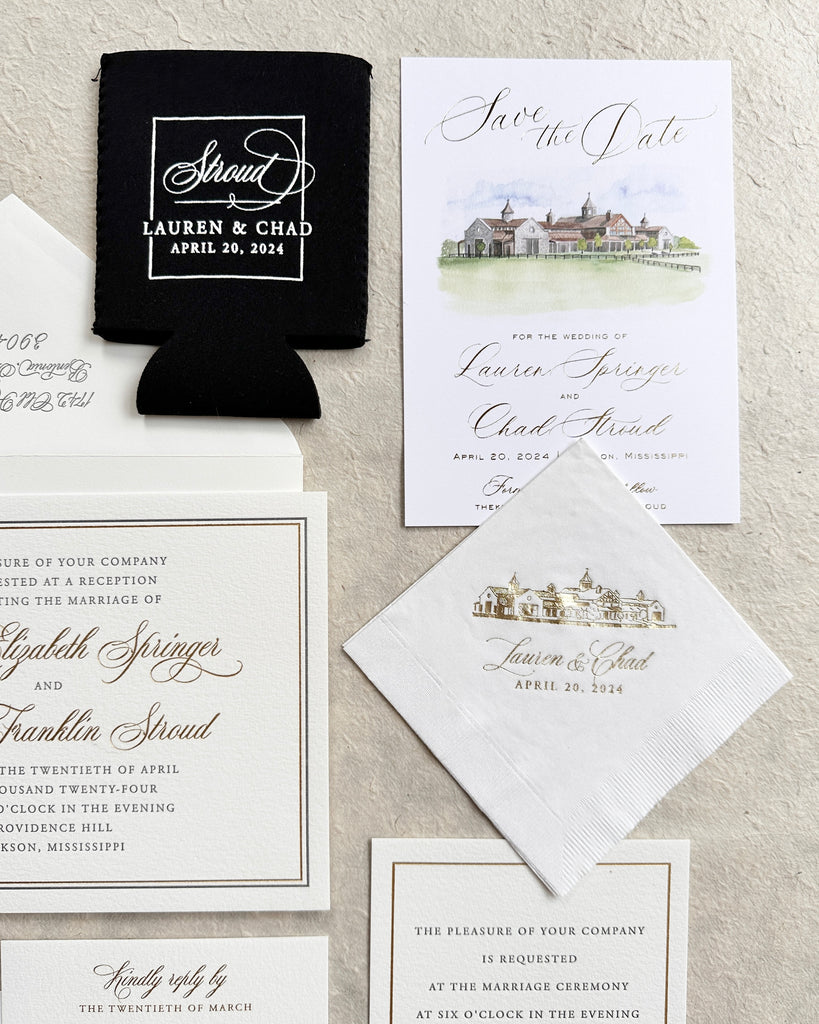 Stroud
LAUREN & CHAD
APRIL 20, 2024
Save
the Date
FOR THE WEDDING OF
Lauren Springer
AND
Chad Stroud
APRIL 20, 2024
ON, MISSISSIPPI
390
1742 Old
SURE OF YOUR COMPANY
ESTED AT A RECEPTION
TING THE MARRIAGE OF
Elizabeth Springer
AND
Franklin Stroud
THE TWENTIETH OF APRIL
OUSAND TWENTY-FOUR
O'CLOCK IN THE EVENING
ROVIDENCE HILL
KSON, MISSISSIPPI
Lauren & Chad
APRIL 20, 2024
Kindly reply by
THE TWENTIETH OF MARCH
THE PLEASURE OF YOUR COMPANY
IS REQUESTED
AT THE MARRIAGE CEREMONY
AT SIX O'CLOCK IN THE EVENING